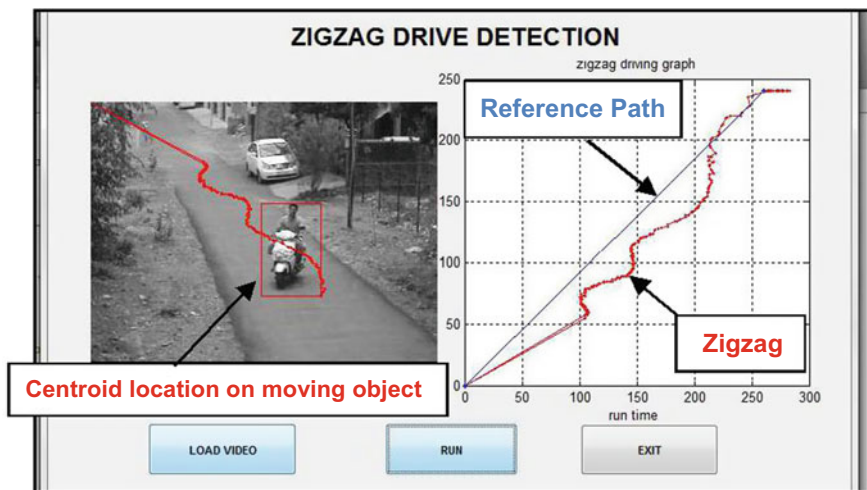 ZIGZAG DRIVE DETECTION
zigzag driving graph
250
200
150
100
50
0
Reference Path
Zigzag
0 50 100 150 200 250 300
run time
Centroid location on moving object
LOAD VIDEO
RUN
EXIT